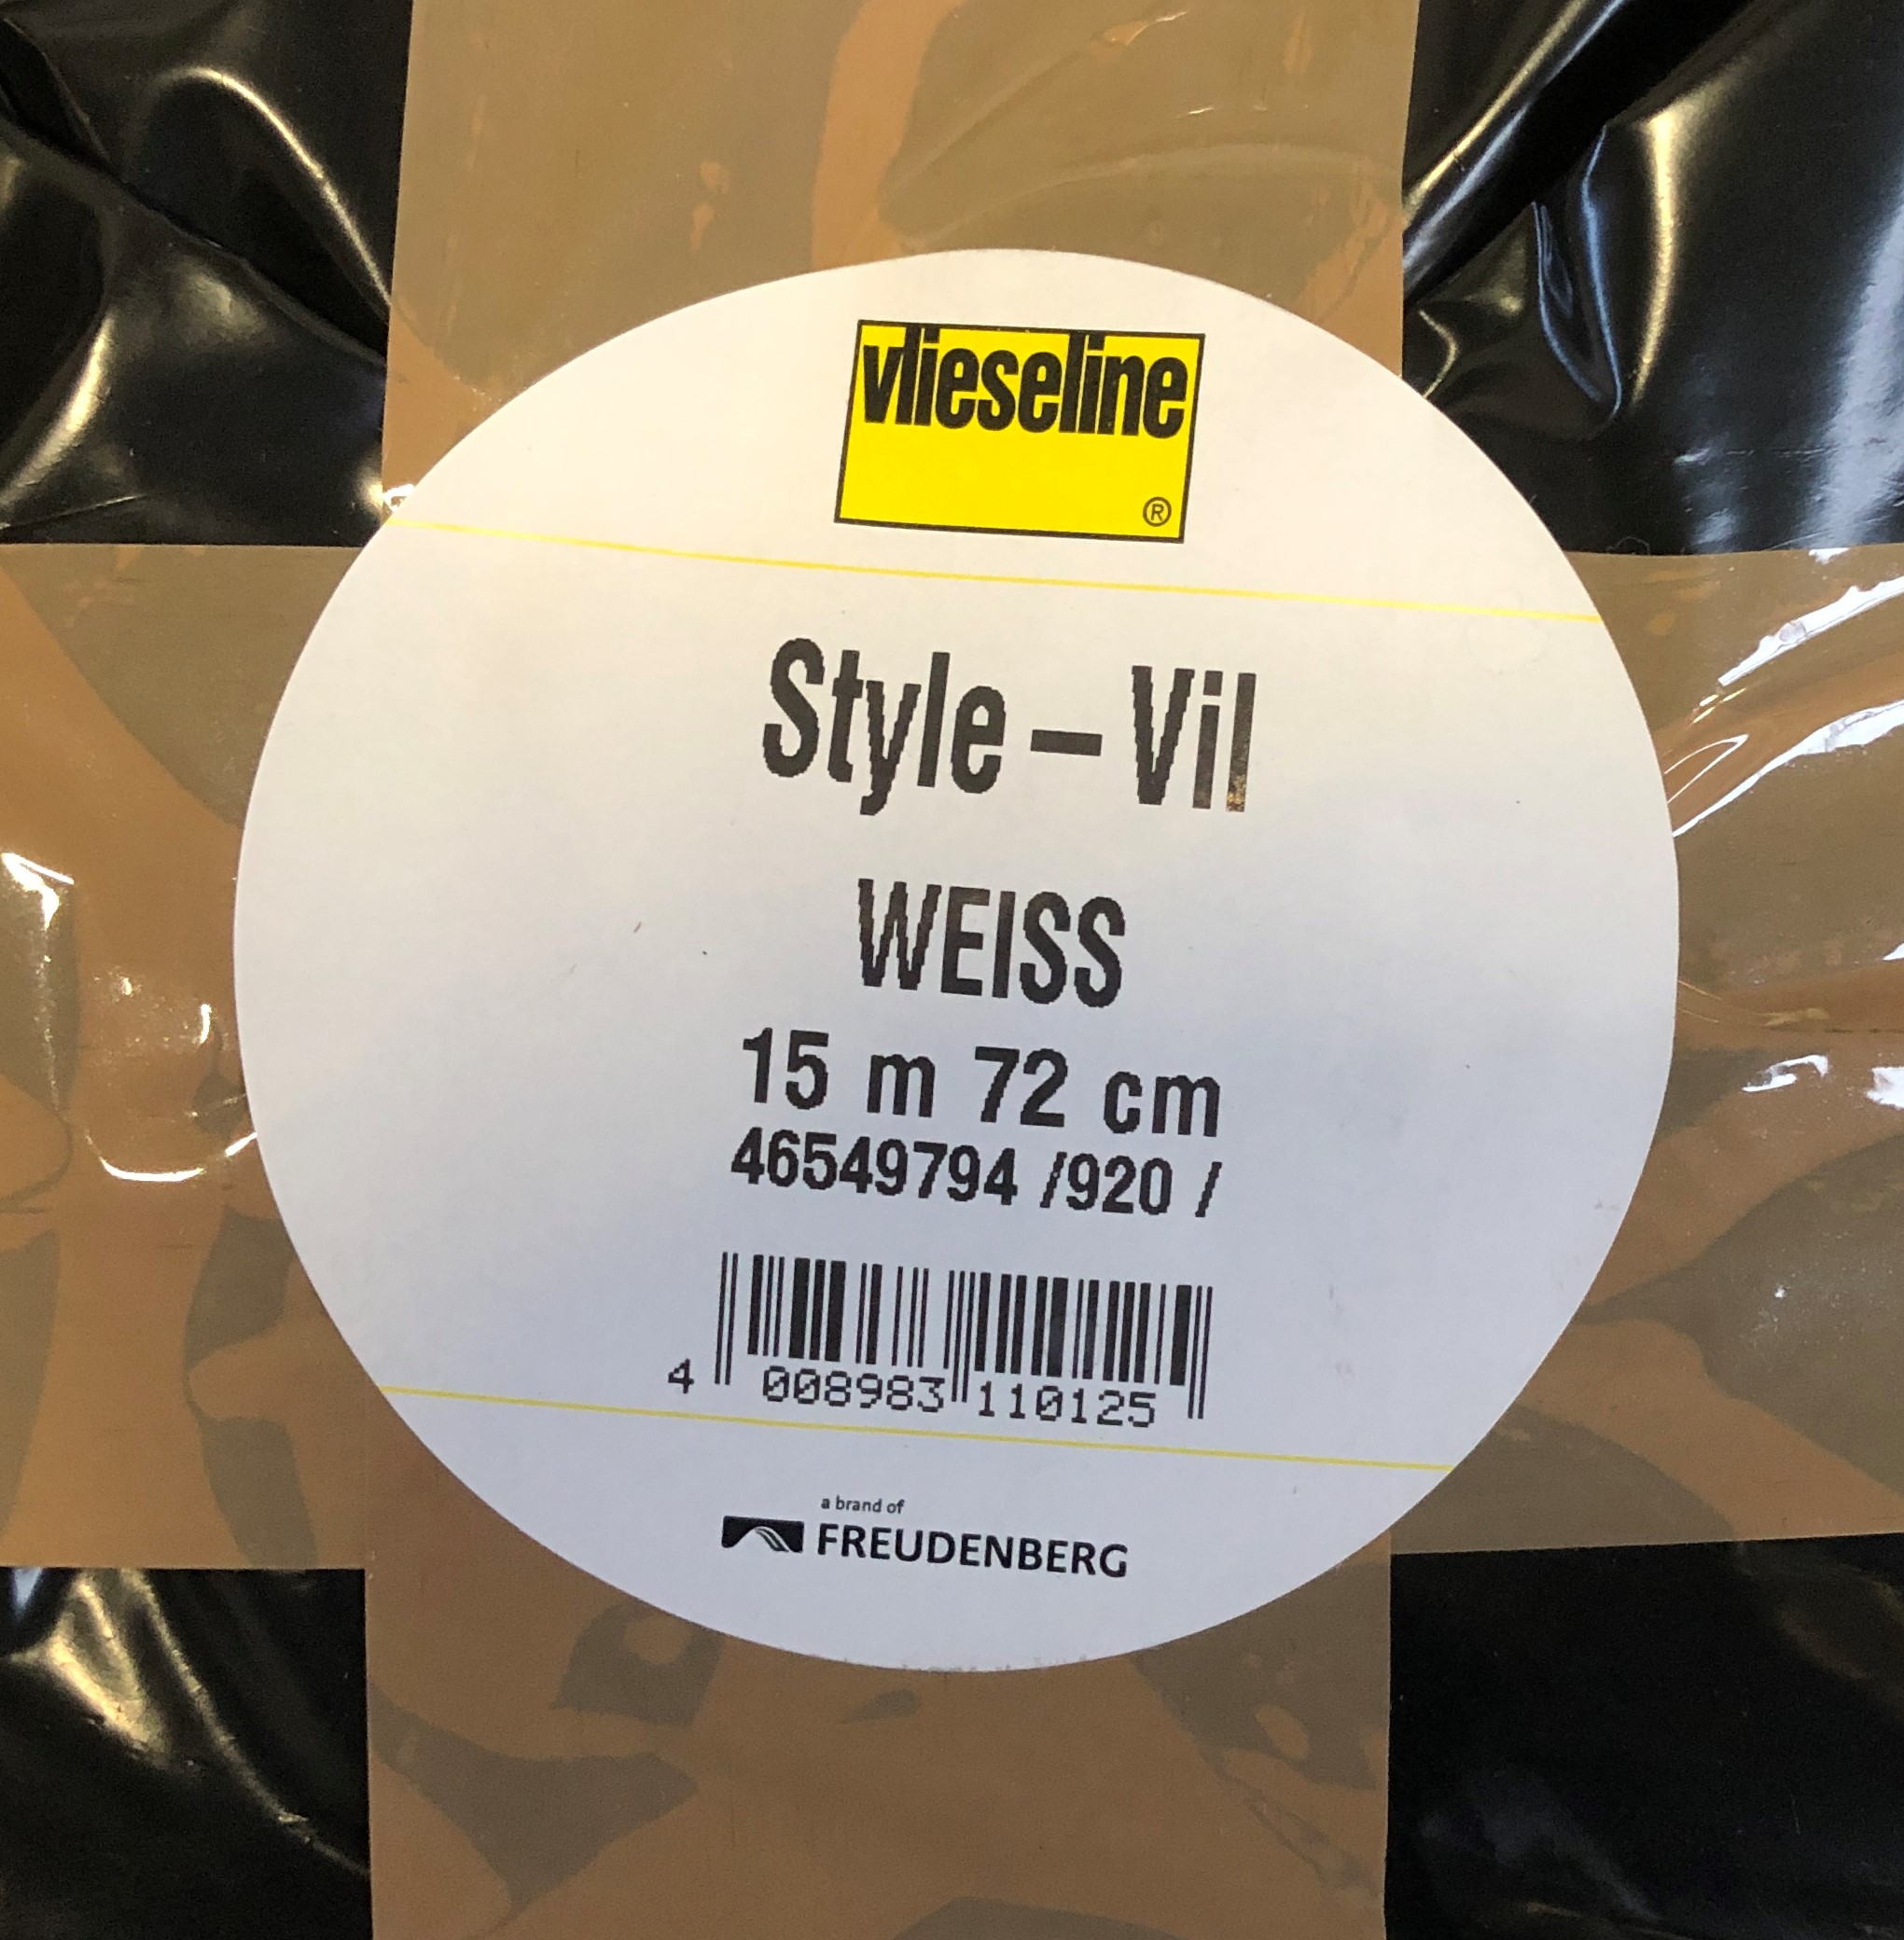 vlieseline
®
Style – Vil
WEISS
15 m 72 cm
46549794 /920 /
4 008983 110125
a brand of
FREUDENBERG